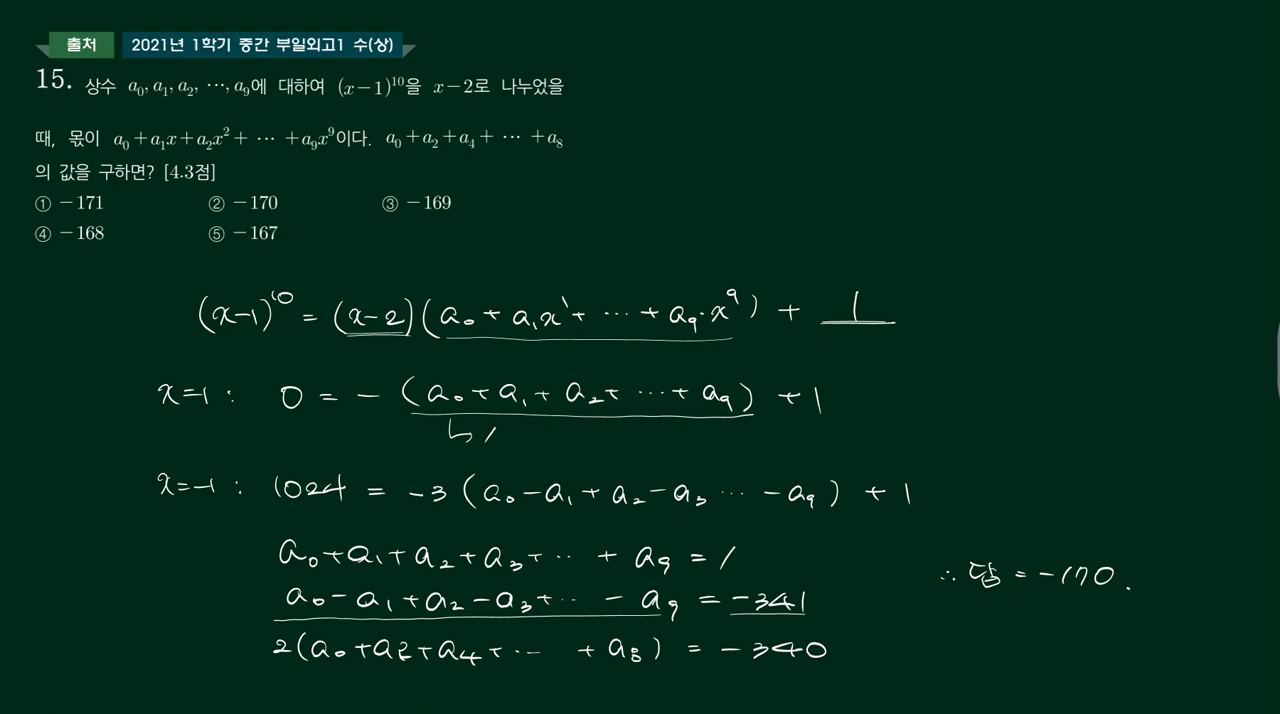 출처 2021년 1학기 중간 부일외고1 수(상)
15. 상수 a₀, a₁, a₂, ⋯, a₉에 대하여 (x−1)¹⁰을 x−2로 나누었을
때, 몫이 a₀+a₁x+a₂x²+ ⋯ +a₉x⁹이다. a₀+a₂+a₄+ ⋯ +a₈
의 값을 구하면? [4.3점]
① −171 ② −170 ③ −169
④ −168 ⑤ −167
(x−1)¹⁰ = (x−2)(a₀ + a₁x¹ + ⋯ + a₉·x⁹) + 1
x=1 : 0 = − (a₀ + a₁ + a₂ + ⋯ + a₉) + 1
↳ 1
x=−1 : 1024 = −3 (a₀ − a₁ + a₂ − a₃ ⋯ − a₉) + 1
a₀ + a₁ + a₂ + a₃ + ⋯ + a₉ = 1
a₀ − a₁ + a₂ − a₃ + ⋯ − a₉ = −341
2(a₀ + a₂ + a₄ + ⋯ + a₈) = −340
∴ 답 = −170.